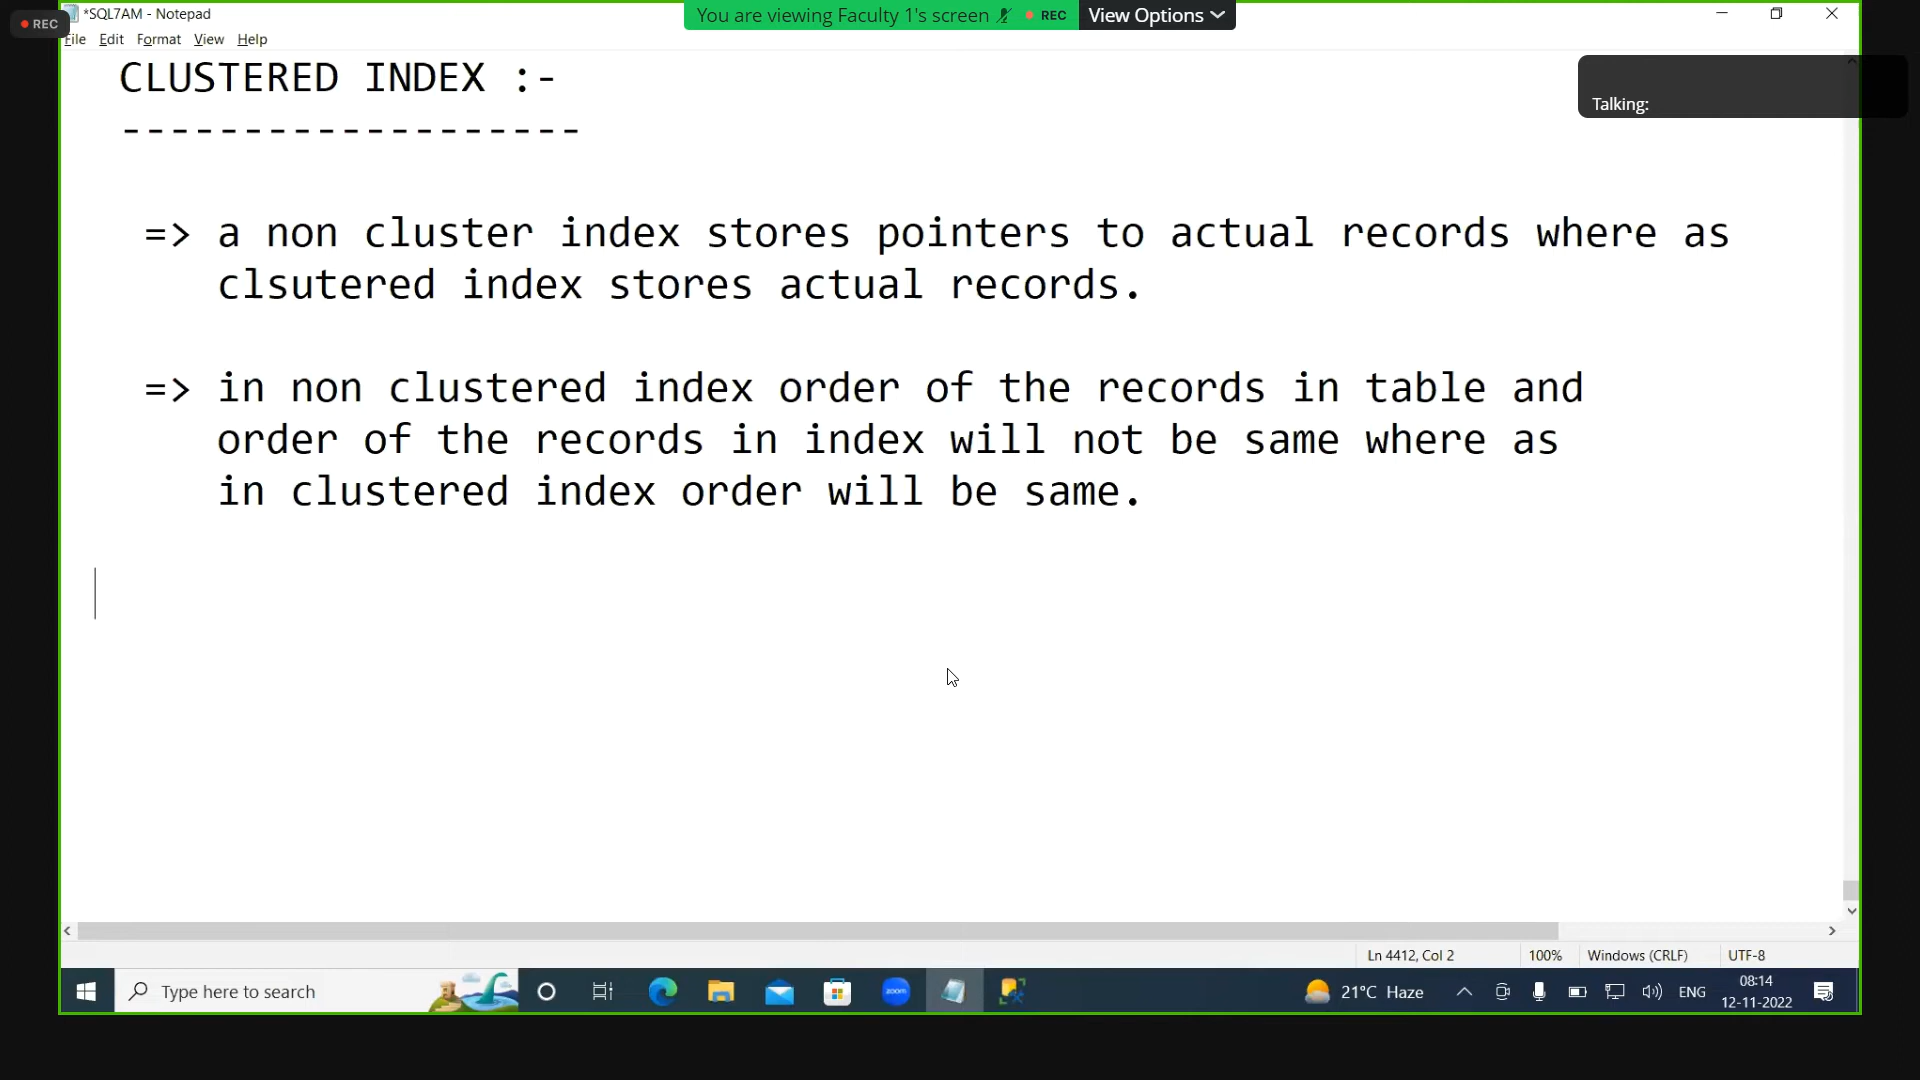 REC
*SQL7AM - Notepad
You are viewing Faculty 1's screen
REC
View Options
File Edit Format View Help
Talking:
CLUSTERED INDEX :-
-------------------
=> a non cluster index stores pointers to actual records where as
clsutered index stores actual records.
=> in non clustered index order of the records in table and
order of the records in index will not be same where as
in clustered index order will be same.
Ln 4412, Col 2
100%
Windows (CRLF)
UTF-8
Type here to search
zoom
21°C Haze
ENG
08:14
12-11-2022